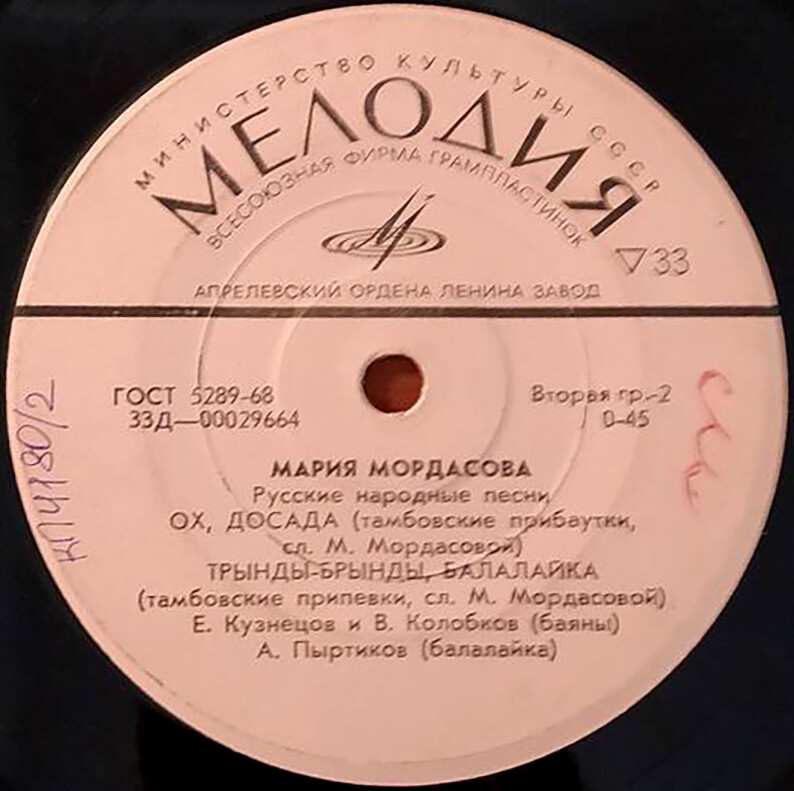 МИНИСТЕРСТВО КУЛЬТУРЫ СССР
МЕЛОДИЯ
ВСЕСОЮЗНАЯ ФИРМА ГРАМПЛАСТИНОК
▽33
АПРЕЛЕВСКИЙ ОРДЕНА ЛЕНИНА ЗАВОД
ГОСТ 5289-68
33Д—00029664
Вторая гр.-2
0-45
МАРИЯ МОРДАСОВА
Русские народные песни
ОХ, ДОСАДА (тамбовские прибаутки,
сл. М. Мордасовой)
ТРЫНДЫ-БРЫНДЫ, БАЛАЛАЙКА
(тамбовские припевки, сл. М. Мордасовой)
Е. Кузнецов и В. Колобков (баяны)
А. Пыртиков (балалайка)
КП4180/2